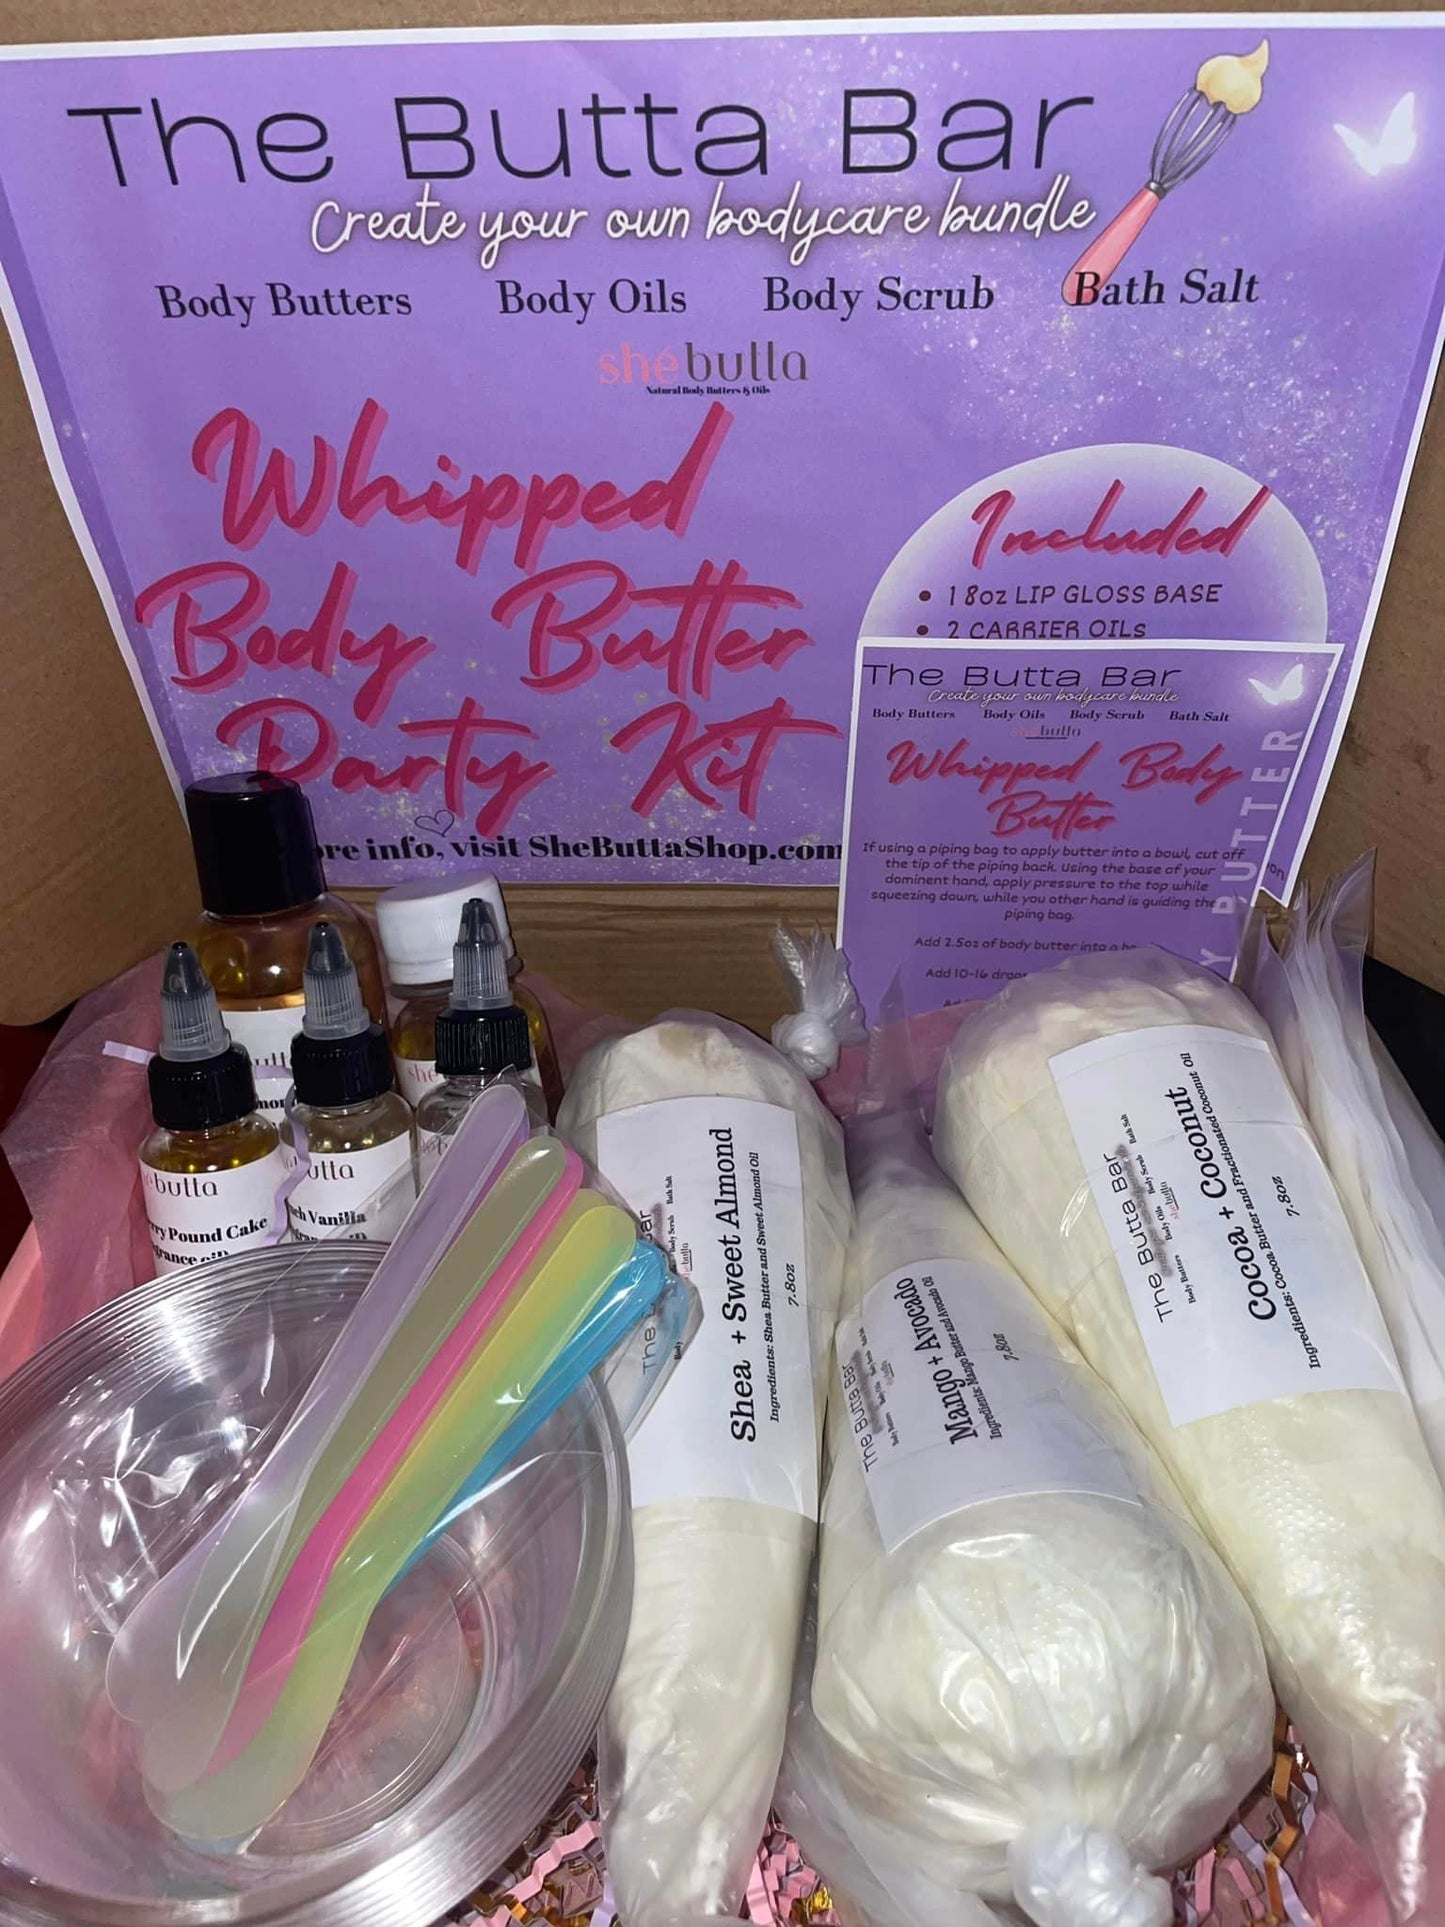 The Butta Bar
Create your own bodycare bundle
Body Butters Body Oils Body Scrub Bath Salt
she butta
Natural Body Butters & Oils
Whipped
Body Butter
Party Kit
info, visit SheButtaShop.com
Included
• 1 8oz LIP GLOSS BASE
• 2 CARRIER OILs
The Butta Bar
Create your own bodycare bundle
Body Butters Body Oils Body Scrub Bath Salt
butta
Whipped Body
Butter
If using a piping bag to apply butter into a bowl, cut off
the tip of the piping back. Using the base of your
dominent hand, apply pressure to the top while
squeezing down, while you other hand is guiding the
piping bag.
Add 2.5oz of body butter into a
Add 10-16
BUTTER
butta
Pound Cake
Vanilla
Body Scrub Bath Salt
Shea + Sweet Almond
Ingredients: Shea Butter and Sweet Almond Oil
7.8oz
The Butta Bar
Mango + Avocado
Ingredients: Mango Butter and Avocado Oil
7.8oz
The Butta Bar
Body Butters Body Oils Body Scrub Bath Salt
shebutta
Cocoa + Coconut
Ingredients: Cocoa Butter and Fractionated Coconut Oil
7.8oz